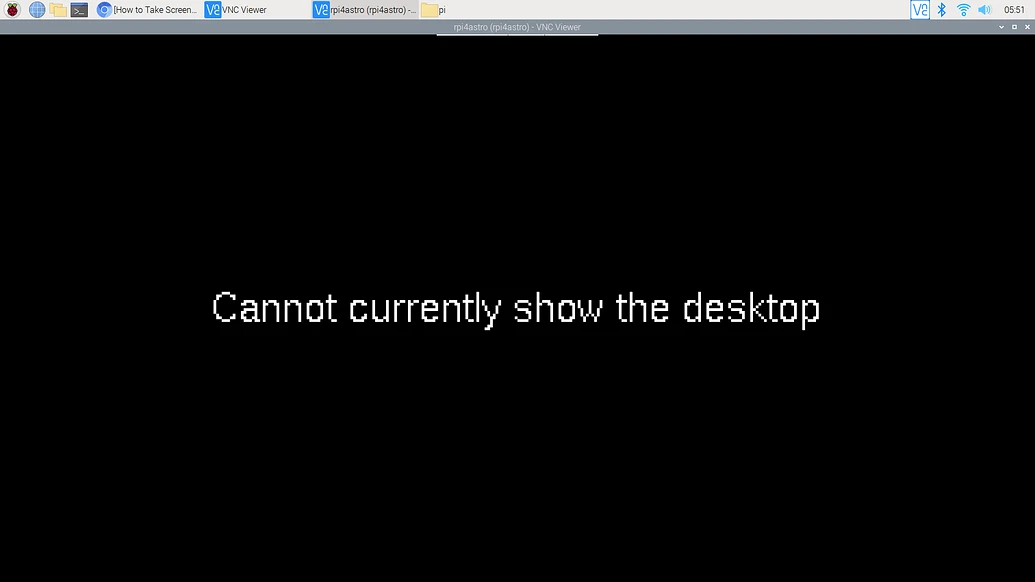 [How to Take Screen... VNC Viewer rpi4astro (rpi4astro) -... pi 05:51
rpi4astro (rpi4astro) - VNC Viewer
Cannot currently show the desktop